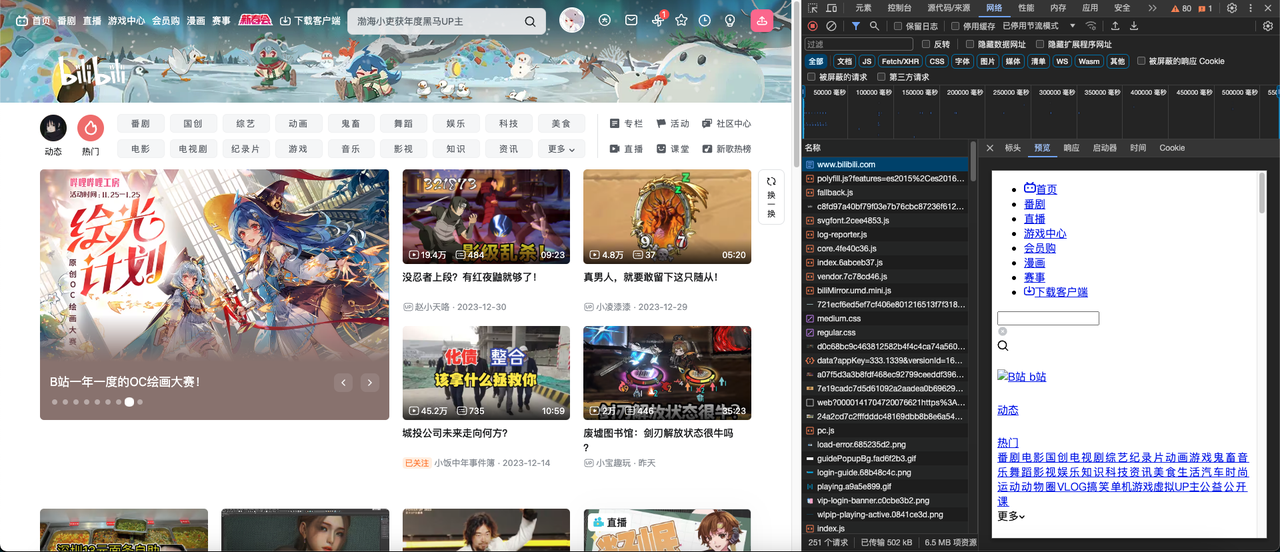 首页 番剧 直播 游戏中心 会员购 漫画 赛事 下载客户端
渤海小更获年度黑马UP主
1
bilibili
动态
热门
番剧 国创 综艺 动画 鬼畜 舞蹈 娱乐 科技 美食
电影 电视剧 纪录片 游戏 音乐 影视 知识 资讯 更多
专栏 活动 社区中心
直播 课堂 新歌热榜
哔哩哔哩工房
活动时间:11.25—1.25
绘光计划
原创OC绘画大赛
B站一年一度的OC绘画大赛!
影级乱杀!
19.4万 484 09:23
没忍者上段?有红夜鼬就够了!
赵小天咯 · 2023-12-30
9 7
4.8万 37 05:20
真男人,就要敢留下这只随从!
小凌漆漆 · 2023-12-29
换一换
化债 整合
该拿什么拯救你
45.2万 735 10:59
城投公司未来走向何方?
已关注 小饭中年事件簿 · 2023-12-14
剑刃解放状态很牛?
2万 446 35:23
废墟图书馆:剑刃解放状态很牛吗
?
小宝趣玩 · 昨天
直播
元素 控制台 源代码/来源 网络 性能 内存 应用 安全 80 1
保留日志 停用缓存 已停用节流模式
过滤 反转 隐藏数据网址 隐藏扩展程序网址
全部 文档 JS Fetch/XHR CSS 字体 图片 媒体 清单 WS Wasm 其他 被屏蔽的响应 Cookie
被屏蔽的请求 第三方请求
50000 毫秒 100000 毫秒 150000 毫秒 200000 毫秒 250000 毫秒 300000 毫秒 350000 毫秒 400000 毫秒 450000 毫秒 500000 毫秒
名称
www.bilibili.com
polyfill.js?features=es2015%2Ces2016...
fallback.js
c8fd97a40bf79f03e7b76cbc87236f612...
svgfont.2cee4853.js
log-reporter.js
core.4fe40c36.js
index.6abceb37.js
vendor.7c78cd46.js
biliMirror.umd.mini.js
721ecf6ed5ef7cf406e801216513f7f318...
medium.css
regular.css
d0c68bc9c463812582b4f4c4ca74a560...
data?appKey=333.1339&versionId=16...
a07f5d3a3b8fdf468ec92799ceeddf396...
7e19cadc7d5d61092a2aadea0b69629...
web?0000141704720076621https%3A...
24a2cd7c2fffdddc48169dbb8b8e6a54...
pc.js
load-error.685235d2.png
guidePopupBg.fad6f2b3.gif
login-guide.68b48c4c.png
playing.a9a5e899.gif
vip-login-banner.c0cbe3b2.png
wipip-playing-active.0841ce3d.png
index.js
251 个请求 已传输 502 kB 6.5 MB 项资源
标头 预览 响应 启动器 时间 Cookie
首页
番剧
直播
游戏中心
会员购
漫画
赛事
下载客户端
B站 b站
动态
热门
番剧电影国创电视剧综艺纪录片动画游戏鬼畜音
乐舞蹈影视娱乐知识科技资讯美食生活汽车时尚
运动动物圈VLOG搞笑单机游戏虚拟UP主公益公开
课
更多